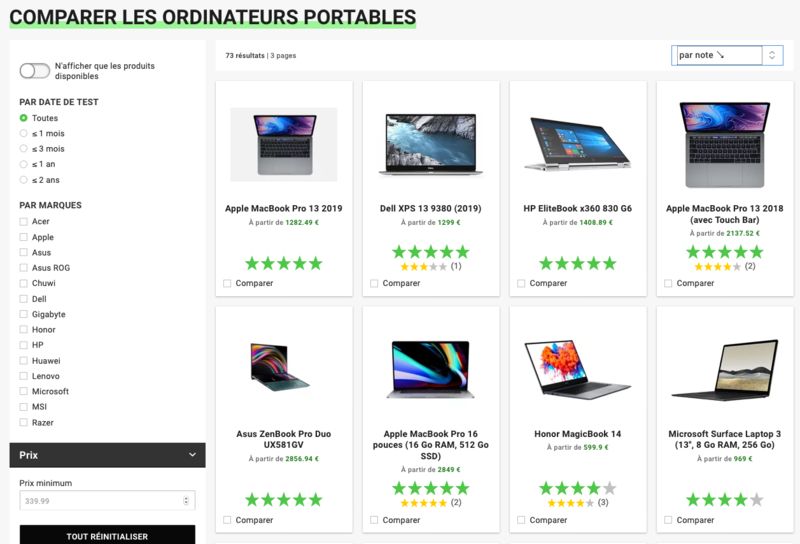 COMPARER LES ORDINATEURS PORTABLES
N'afficher que les produits
disponibles
PAR DATE DE TEST
Toutes
≤ 1 mois
≤ 3 mois
≤ 1 an
≤ 2 ans
PAR MARQUES
Acer
Apple
Asus
Asus ROG
Chuwi
Dell
Gigabyte
Honor
HP
Huawei
Lenovo
Microsoft
MSI
Razer
Prix
Prix minimum
339.99
TOUT RÉINITIALISER
73 résultats | 3 pages
par note ↘
Apple MacBook Pro 13 2019
À partir de 1282.49 €
Comparer
Dell XPS 13 9380 (2019)
À partir de 1299 €
(1)
Comparer
HP EliteBook x360 830 G6
À partir de 1408.89 €
Comparer
Apple MacBook Pro 13 2018
(avec Touch Bar)
À partir de 2137.52 €
(2)
Comparer
Asus ZenBook Pro Duo
UX581GV
À partir de 2856.94 €
Comparer
Apple MacBook Pro 16
pouces (16 Go RAM, 512 Go
SSD)
À partir de 2849 €
(2)
Comparer
Honor MagicBook 14
À partir de 599.9 €
(3)
Comparer
Microsoft Surface Laptop 3
(13", 8 Go RAM, 256 Go)
À partir de 969 €
Comparer